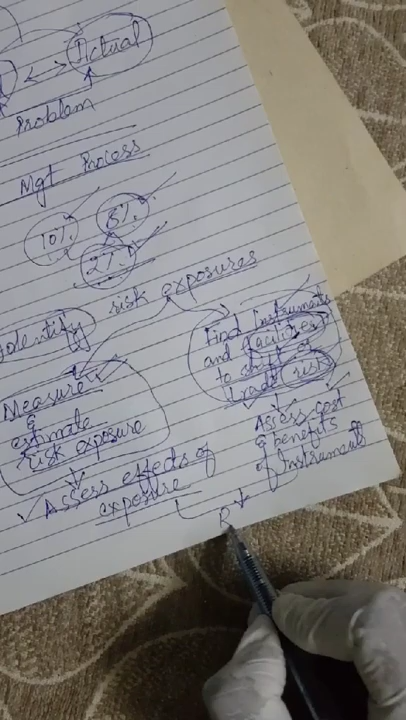 Actual
Problem
Mgt Process
10%
8%
2%
Identify risk exposures
Measure
&
estimate
risk exposure
Assess effects of
exposure
Find Instruments
and facilities
to shift or
trade risk
Assess cost
& benefits
of Instruments
R